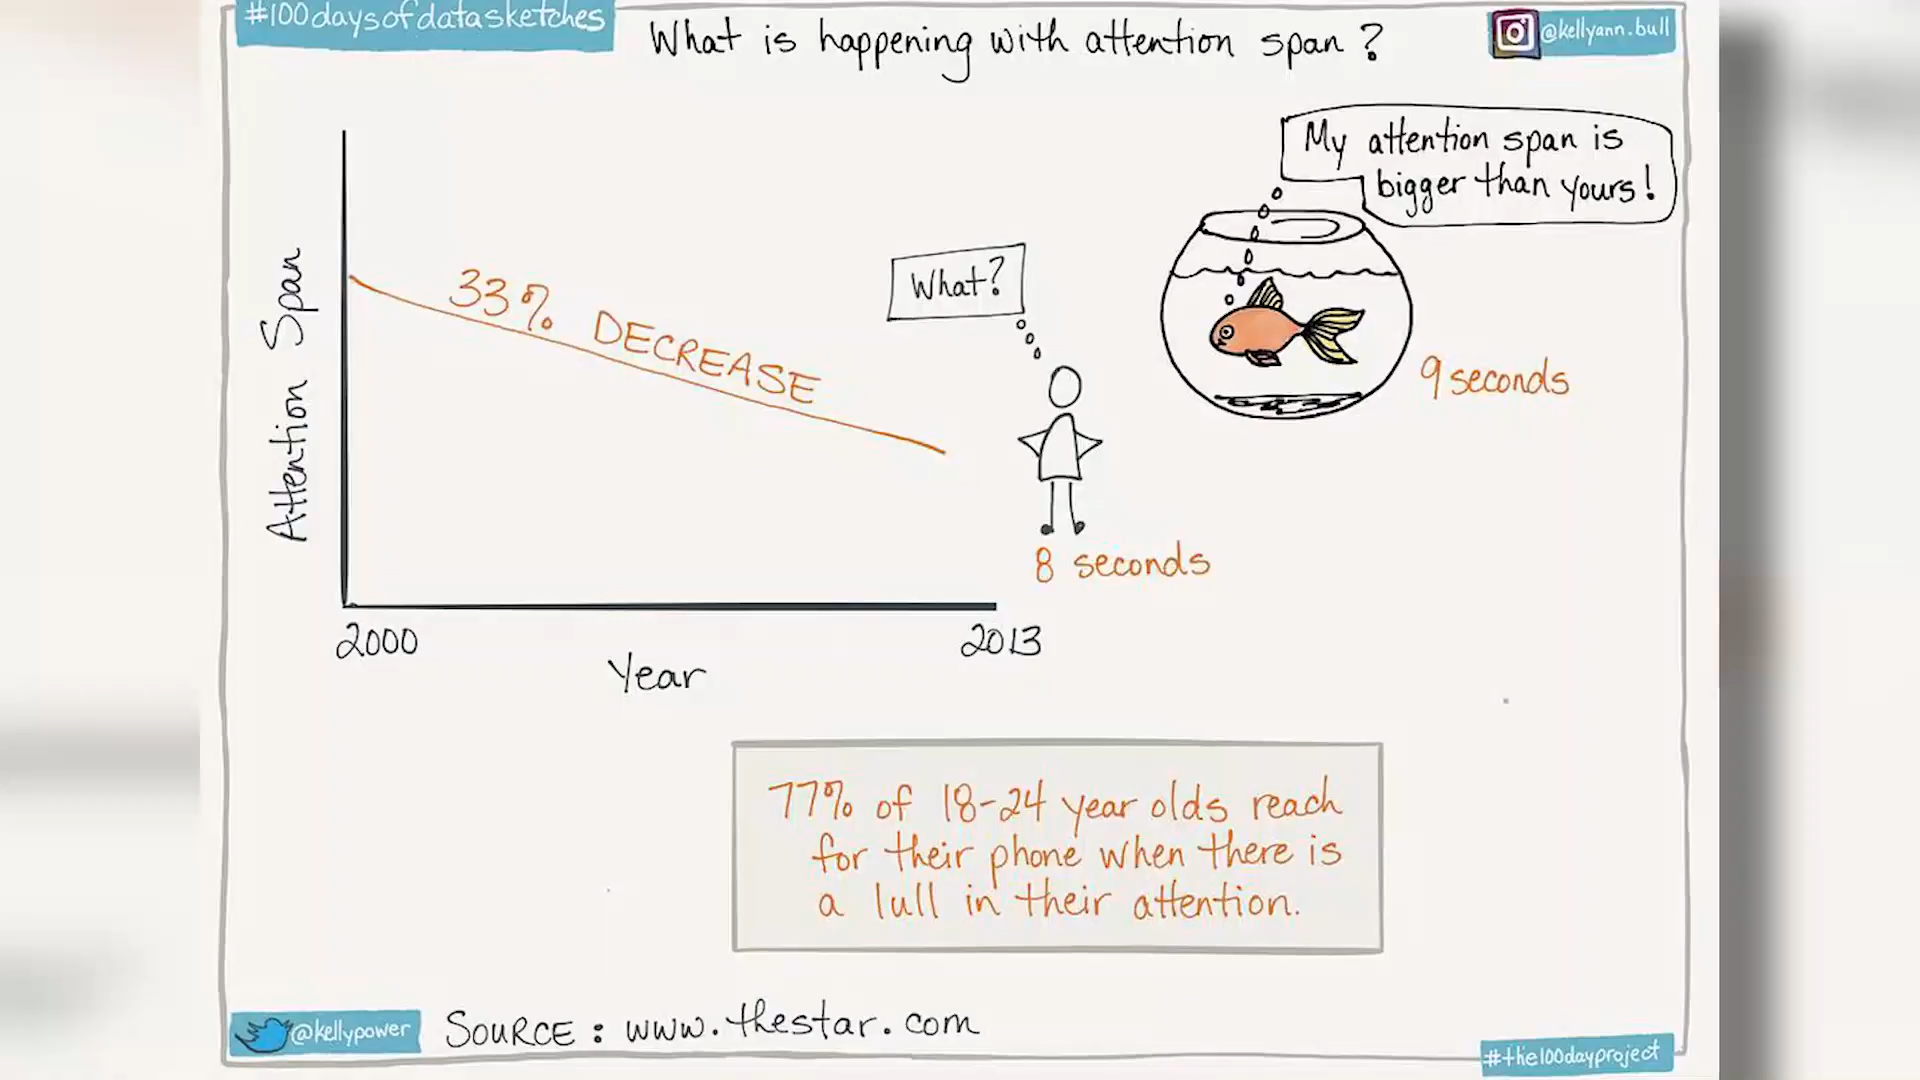 #100daysofdatasketches
What is happening with attention span?
@kellyann.bull
My attention span is
bigger than yours!
What?
33% DECREASE
9 seconds
Attention Span
8 seconds
2000
2013
Year
77% of 18-24 year olds reach
for their phone when there is
a lull in their attention.
@kellypower
SOURCE: www.thestar.com
#the100dayproject